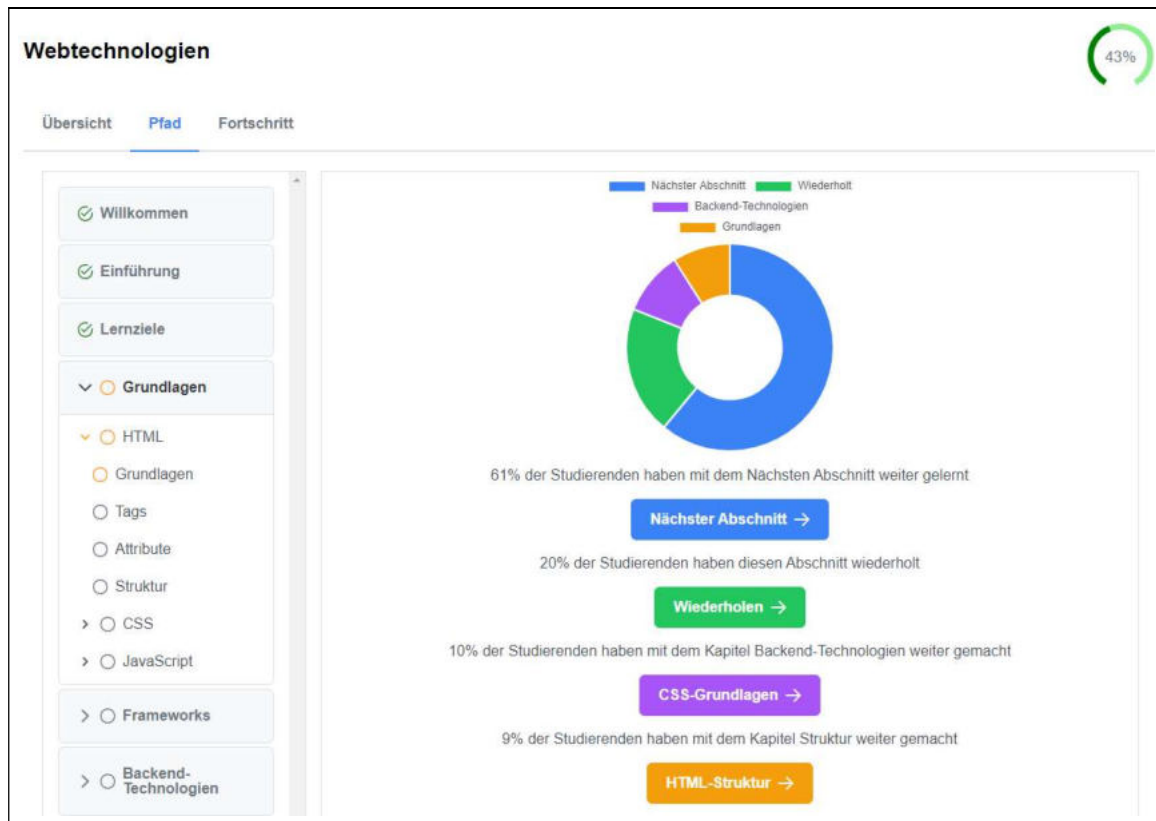 Webtechnologien
43%
Übersicht Pfad Fortschritt
Willkommen
Einführung
Lernziele
Grundlagen
HTML
Grundlagen
Tags
Attribute
Struktur
CSS
JavaScript
Frameworks
Backend-
Technologien
Nächster Abschnitt Wiederholt
Backend-Technologien
Grundlagen
61% der Studierenden haben mit dem Nächsten Abschnitt weiter gelernt
Nächster Abschnitt →
20% der Studierenden haben diesen Abschnitt wiederholt
Wiederholen →
10% der Studierenden haben mit dem Kapitel Backend-Technologien weiter gemacht
CSS-Grundlagen →
9% der Studierenden haben mit dem Kapitel Struktur weiter gemacht
HTML-Struktur →